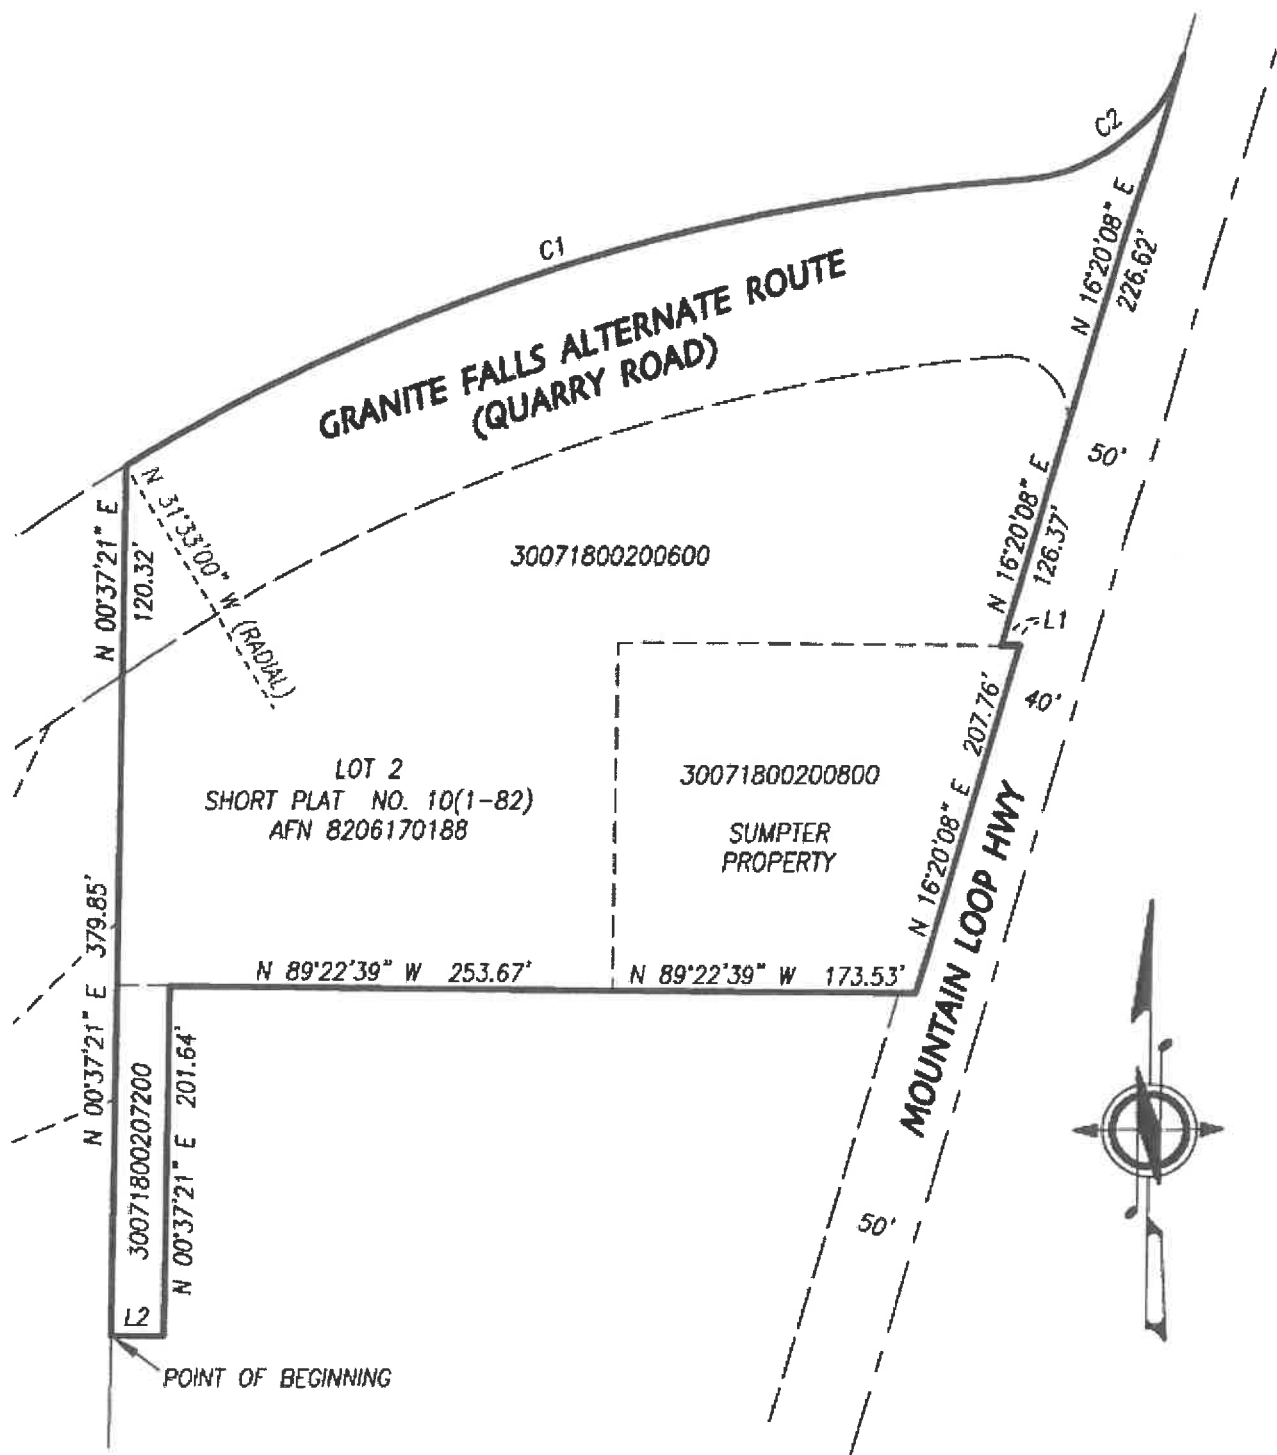 C2
C1
N 16°20'08" E
226.62'
GRANITE FALLS ALTERNATE ROUTE
(QUARRY ROAD)
50'
N 16°20'08" E
126.37'
N 31°33'00" W (RADIAL)
N 00°37'21" E
120.32'
30071800200600
L1
40'
N 16°20'08" E 207.76'
LOT 2
SHORT PLAT NO. 10(1-82)
AFN 8206170188
30071800200800
SUMPTER
PROPERTY
MOUNTAIN LOOP HWY
N 00°37'21" E 379.85'
N 89°22'39" W 253.67'
N 89°22'39" W 173.53'
30071800207200
N 00°37'21" E 201.64'
50'
L2
POINT OF BEGINNING